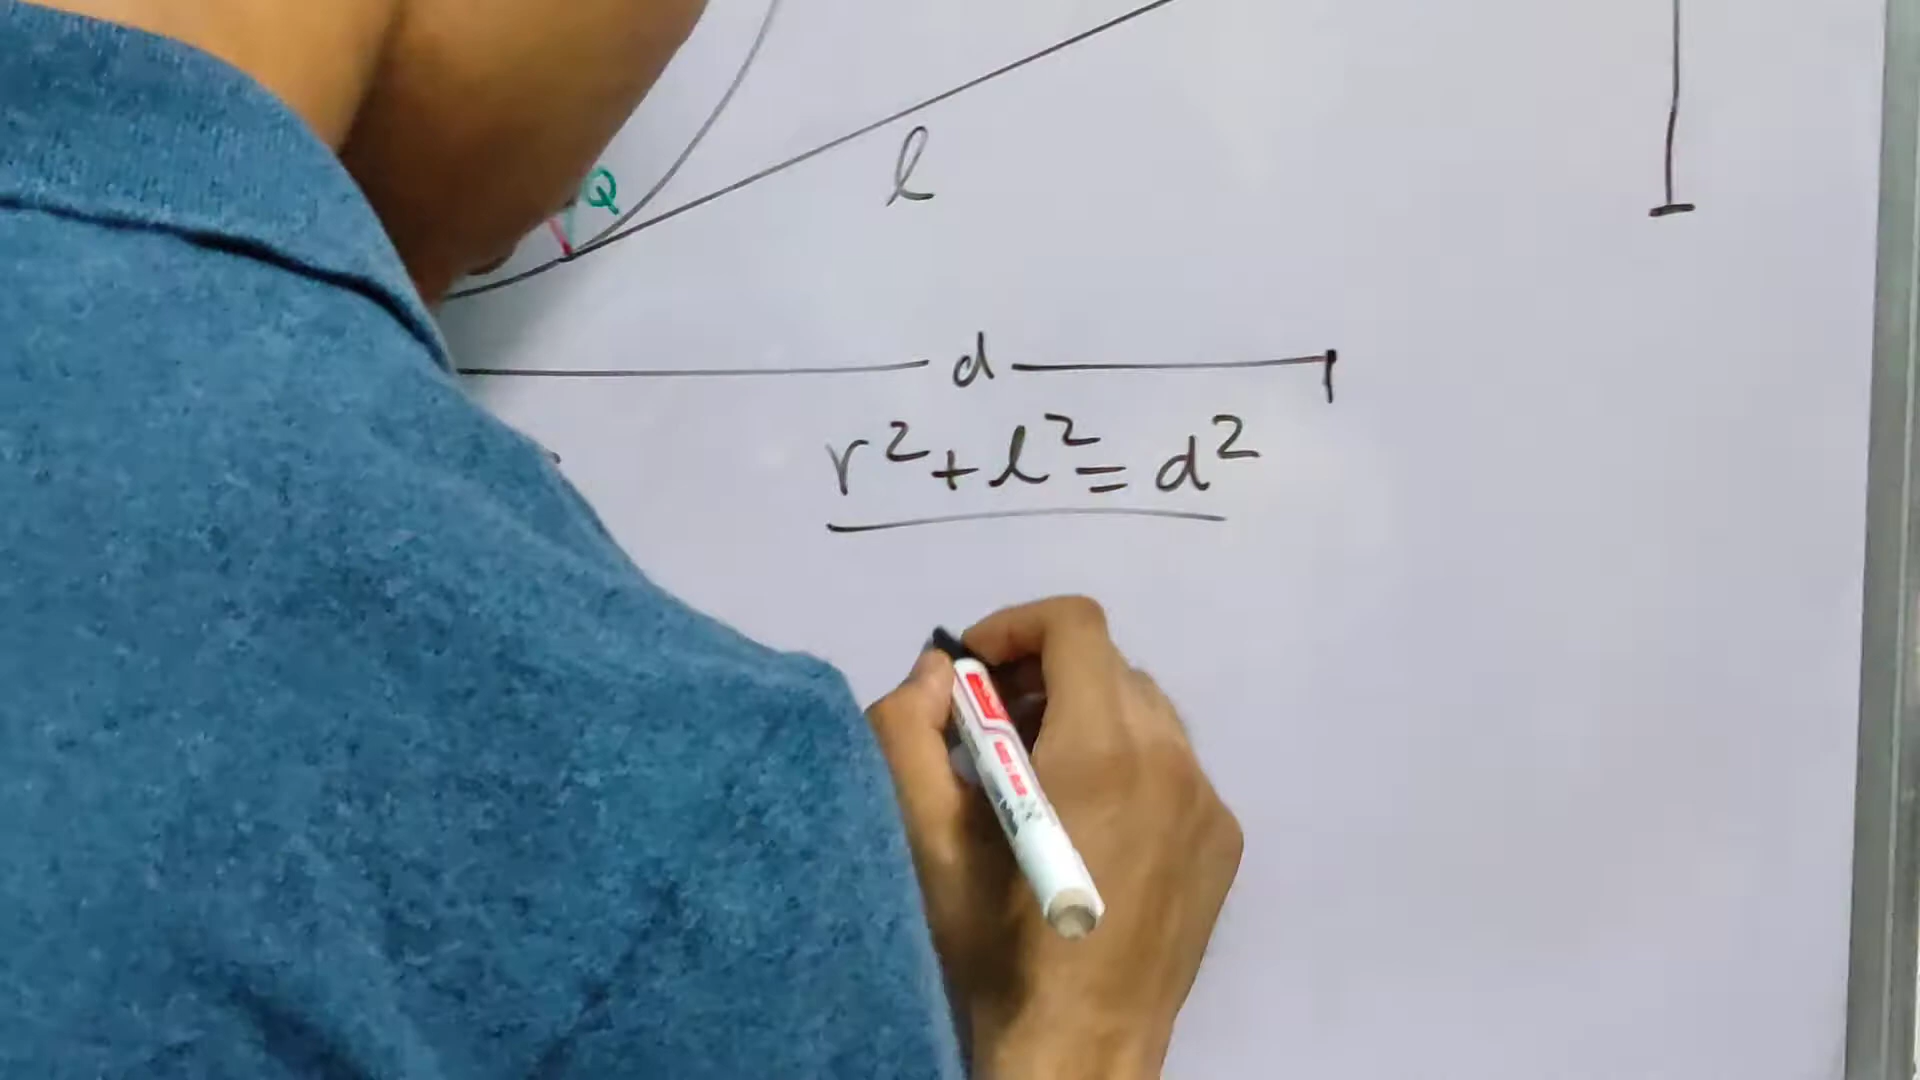 Q
l
d
r² + l² = d²